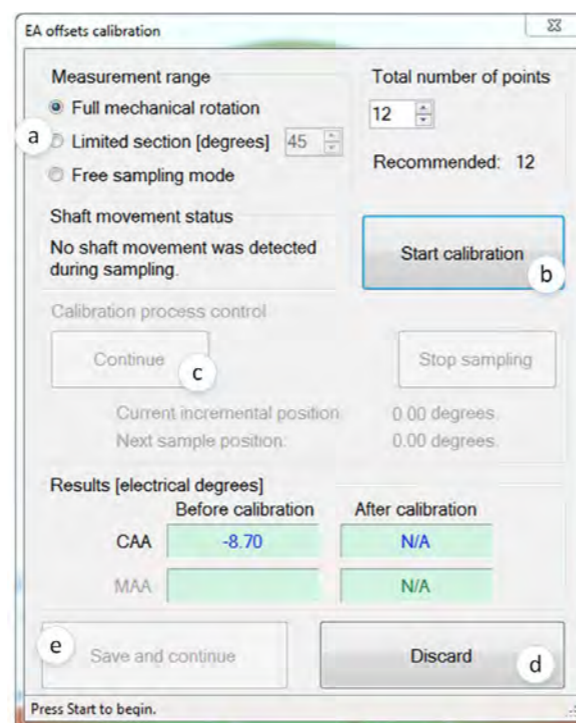 EA offsets calibration
Measurement range
Total number of points
Full mechanical rotation
12
a
Limited section [degrees] 45
Recommended: 12
Free sampling mode
Shaft movement status
No shaft movement was detected
during sampling.
Start calibration
b
Calibration process control
Continue
c
Stop sampling
Current incremental position: 0.00 degrees.
Next sample position: 0.00 degrees.
Results [electrical degrees]
Before calibration After calibration
CAA -8.70 N/A
MAA N/A
e
Save and continue
Discard
d
Press Start to begin.